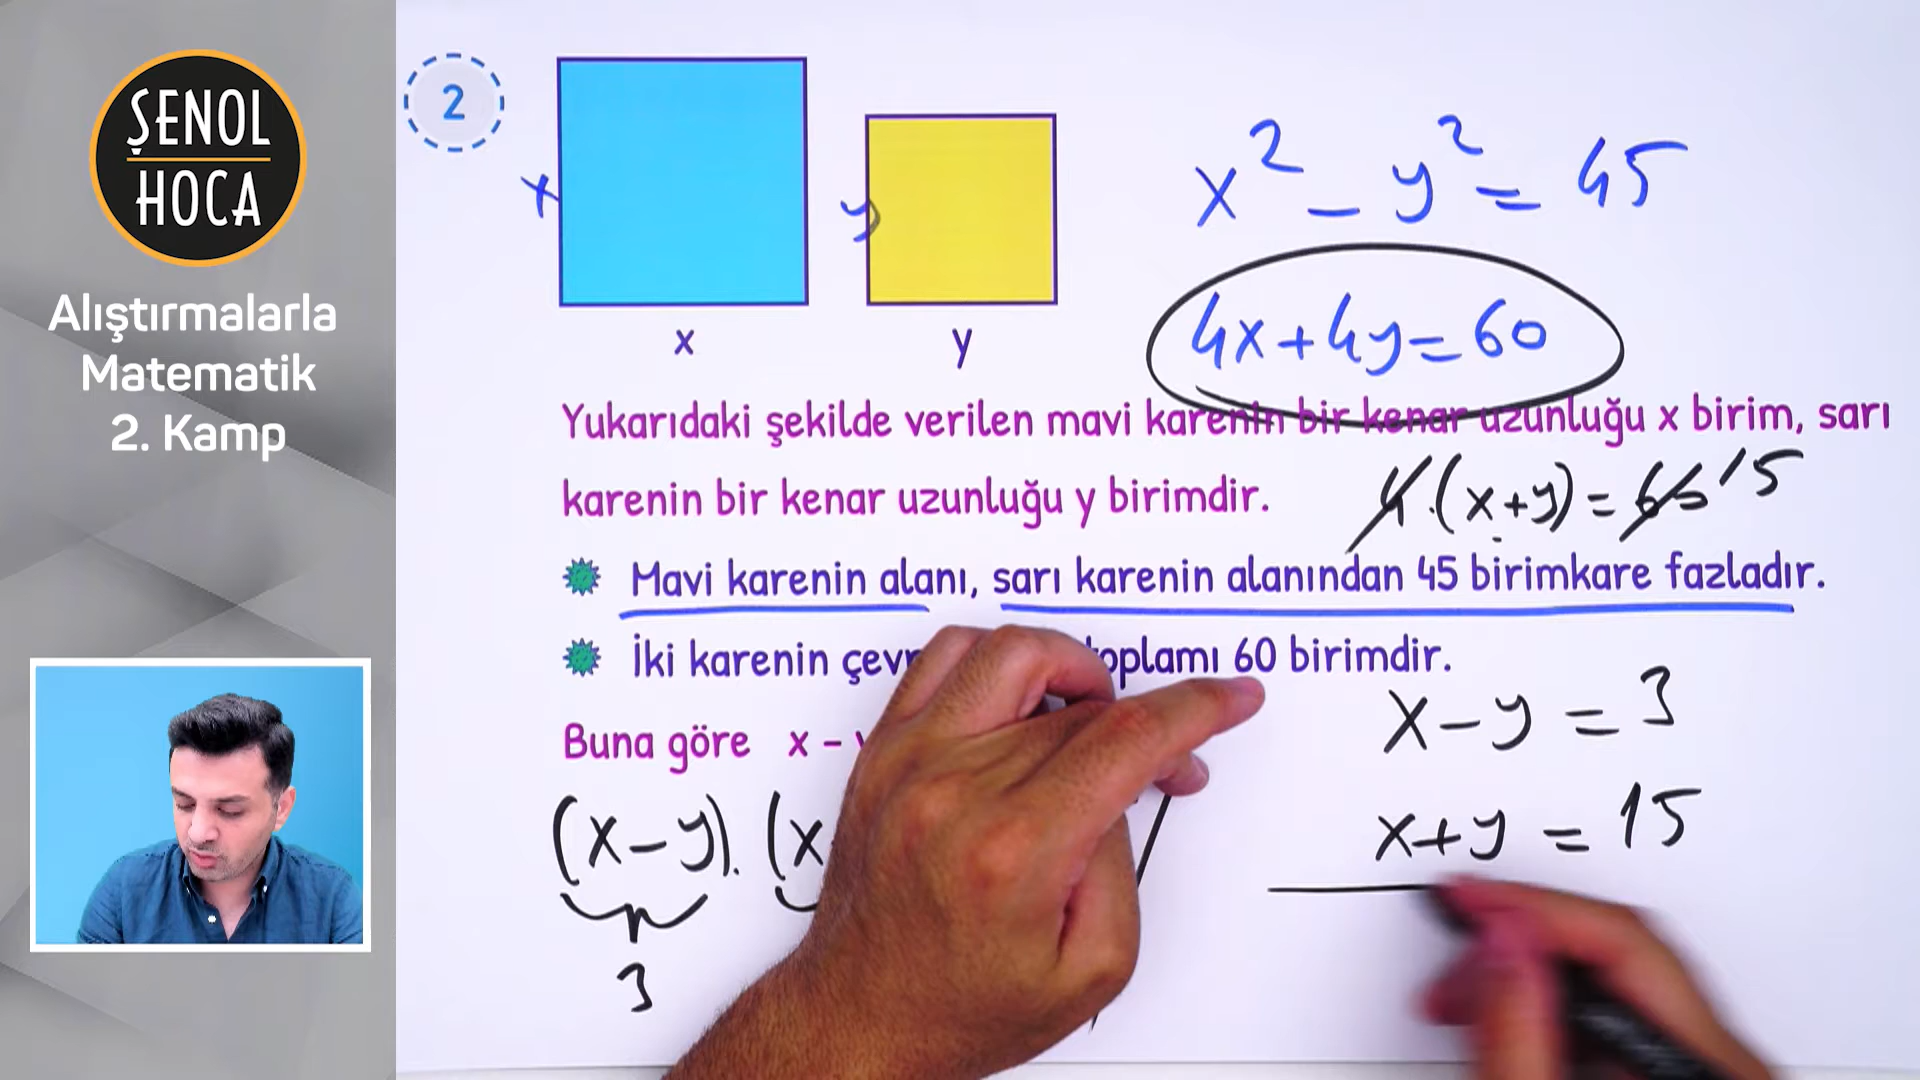 ŞENOL
HOCA
Alıştırmalarla
Matematik
2. Kamp
2
x
y
x² - y² = 45
4x+4y=60
x
y
Yukarıdaki şekilde verilen mavi karenin bir kenar uzunluğu x birim, sarı
karenin bir kenar uzunluğu y birimdir.
4.(x+y) = 60 15
Mavi karenin alanı, sarı karenin alanından 45 birimkare fazladır.
İki karenin toplamı 60 birimdir.
x-y = 3
Buna göre x -
x+y = 15
(x-y). (x
3